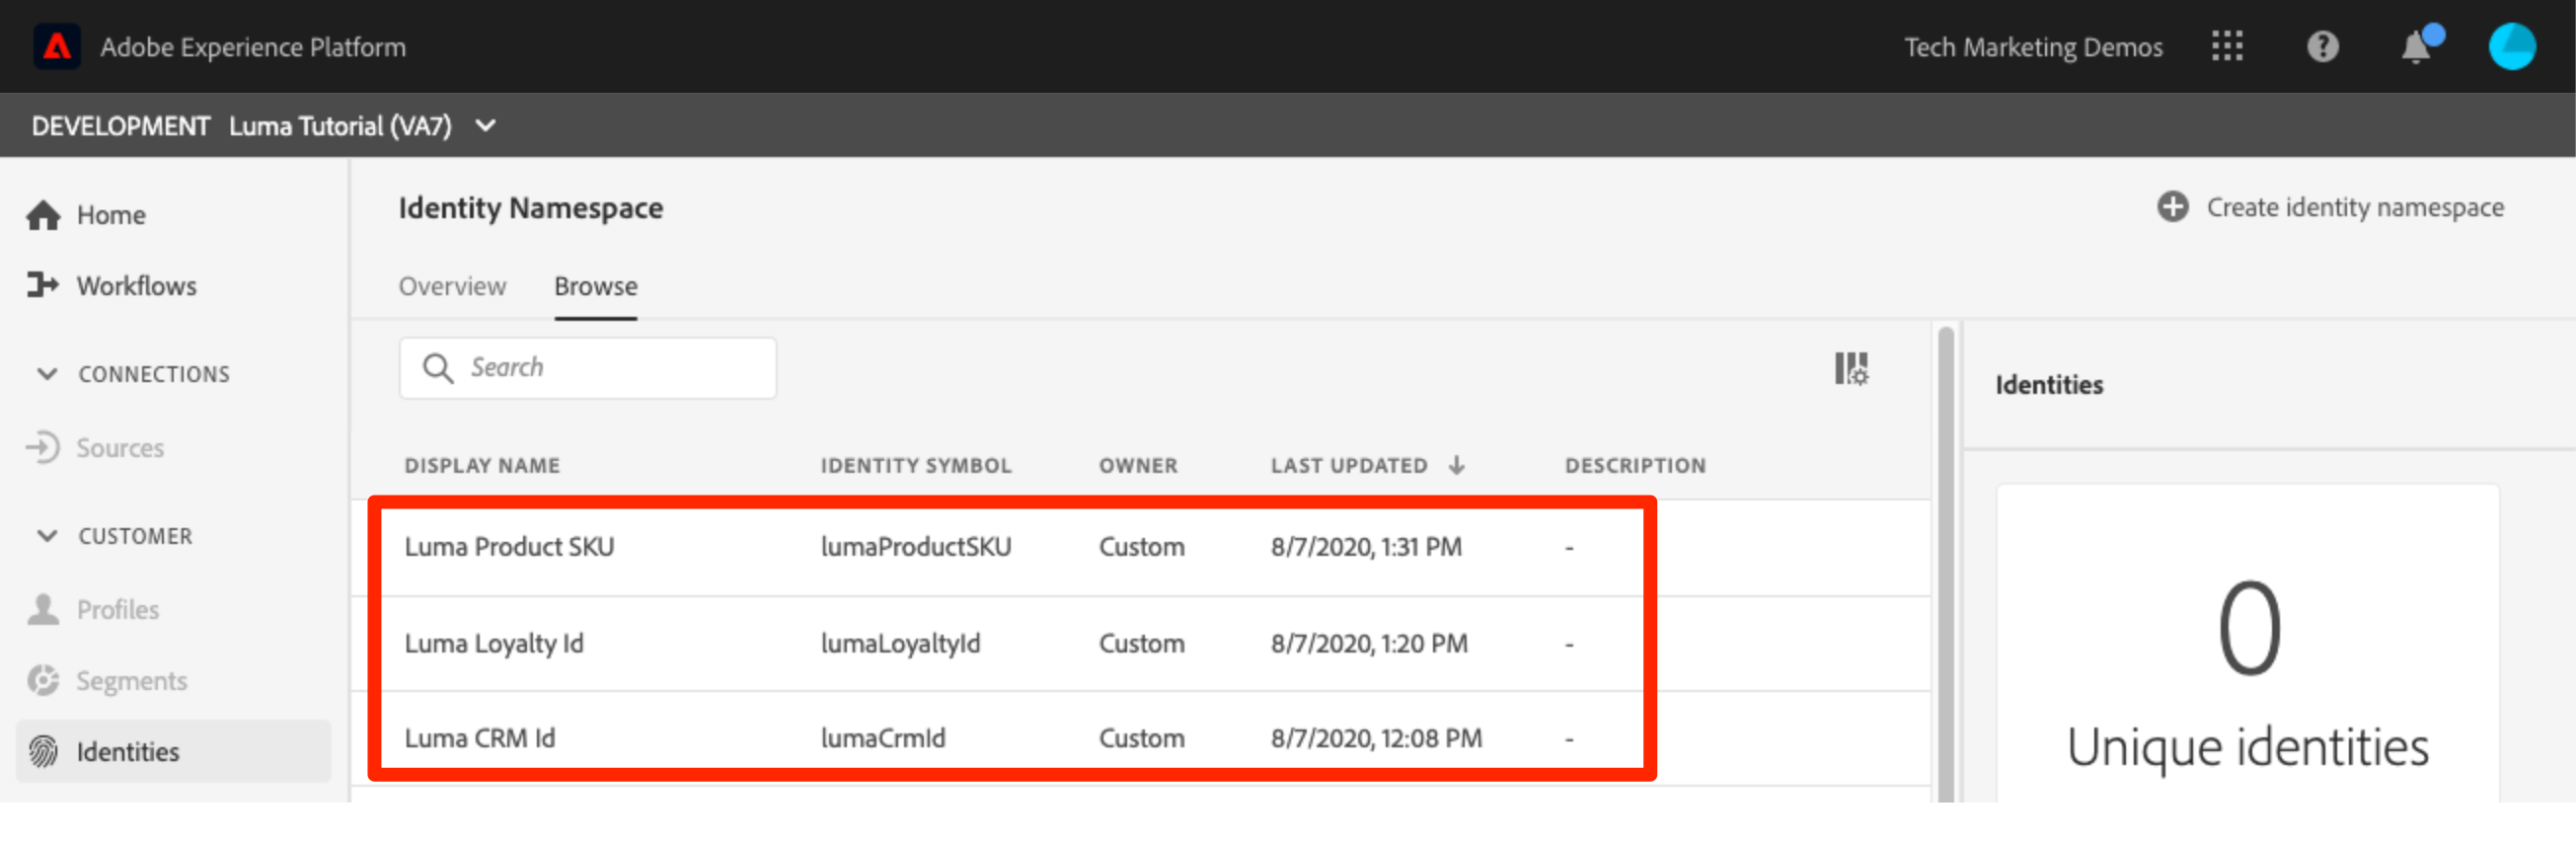 Adobe Experience Platform
Tech Marketing Demos
DEVELOPMENT Luma Tutorial (VA7)
Home
Workflows
CONNECTIONS
Sources
CUSTOMER
Profiles
Segments
Identities
Identity Namespace
Create identity namespace
Overview Browse
Search
DISPLAY NAME IDENTITY SYMBOL OWNER LAST UPDATED DESCRIPTION
Luma Product SKU lumaProductSKU Custom 8/7/2020, 1:31 PM -
Luma Loyalty Id lumaLoyaltyId Custom 8/7/2020, 1:20 PM -
Luma CRM Id lumaCrmId Custom 8/7/2020, 12:08 PM -
Identities
0
Unique identities